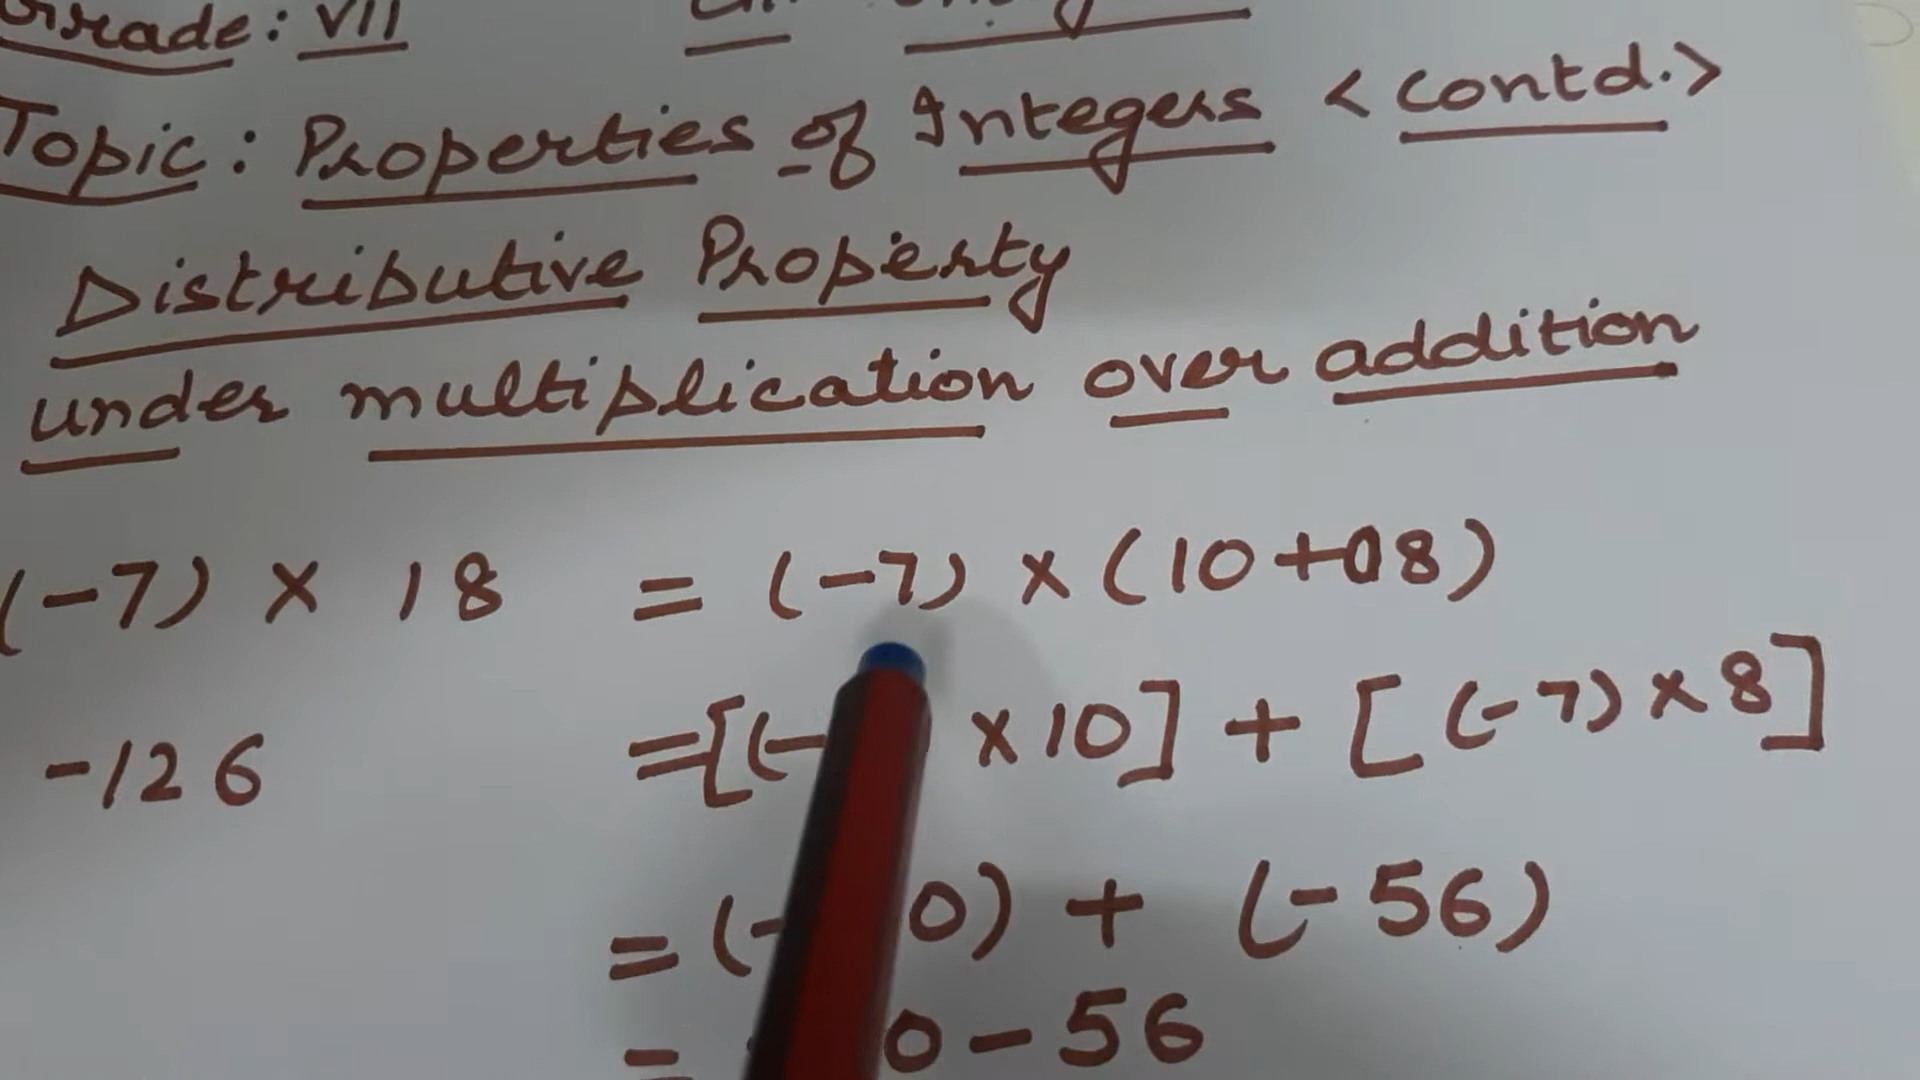 Grade: VII
Topic: Properties of Integers <contd.>
Distributive Property
under multiplication over addition
(-7) × 18 = (-7) × (10+08)
=[(- ×10] + [(-7)×8]
-126
=(- 0) + (-56)
= 0-56